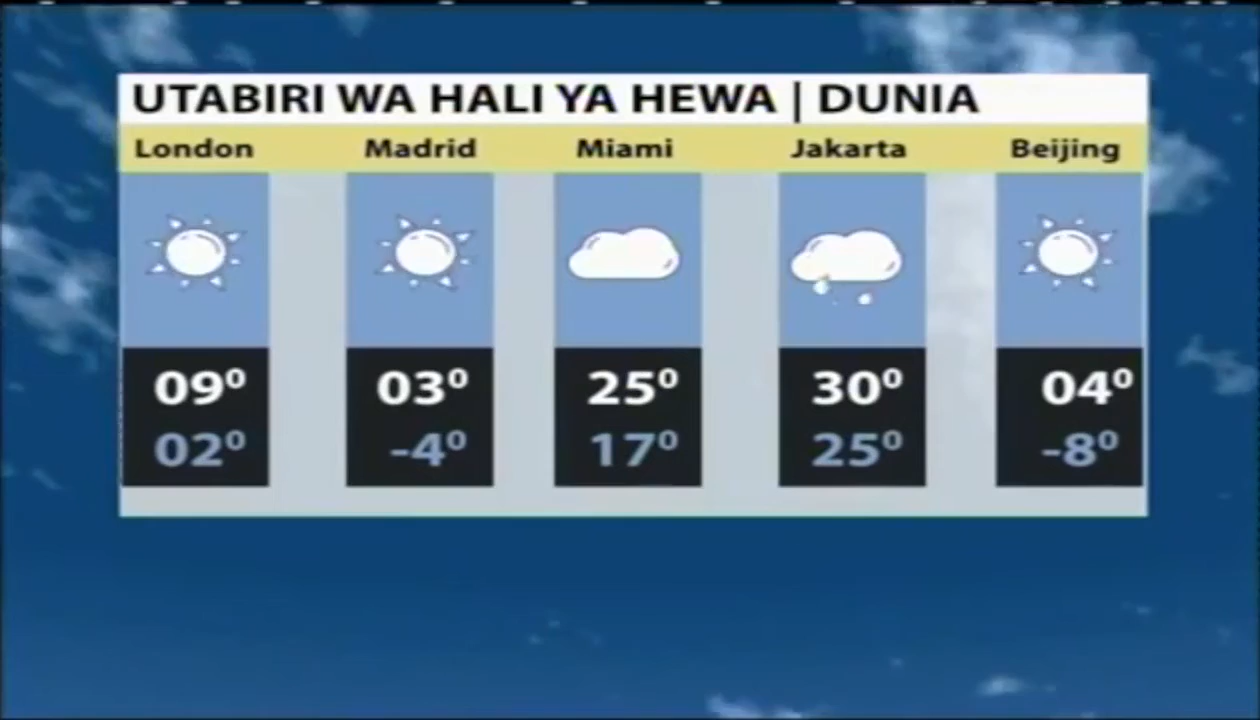 UTABIRI WA HALI YA HEWA | DUNIA
London Madrid Miami Jakarta Beijing
09⁰ 03⁰ 25⁰ 30⁰ 04⁰
02⁰ -4⁰ 17⁰ 25⁰ -8⁰